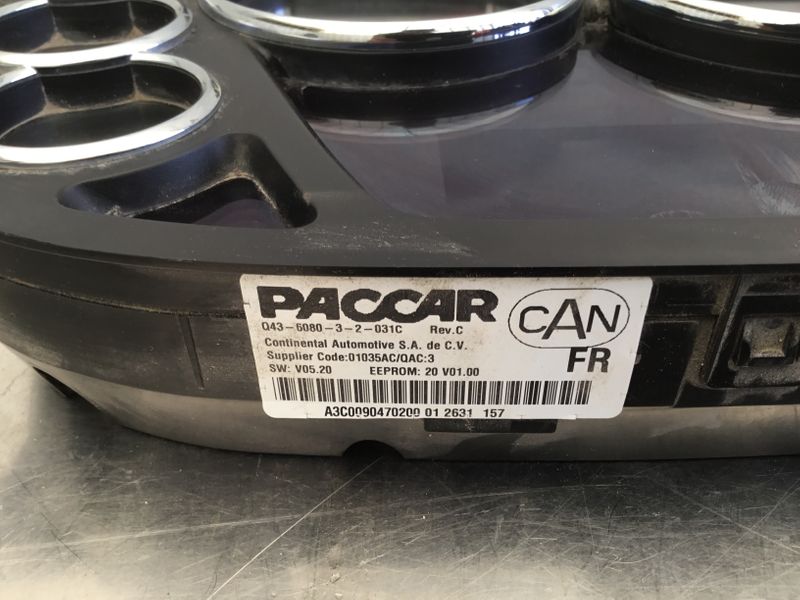 PACCAR
Q43-6080-3-2-031C Rev.C
CAN
Continental Automotive S.A. de C.V.
Supplier Code:01035AC/QAC:3
FR
SW: V05.20 EEPROM: 20 V01.00
A3C0090470200 01 2631 157